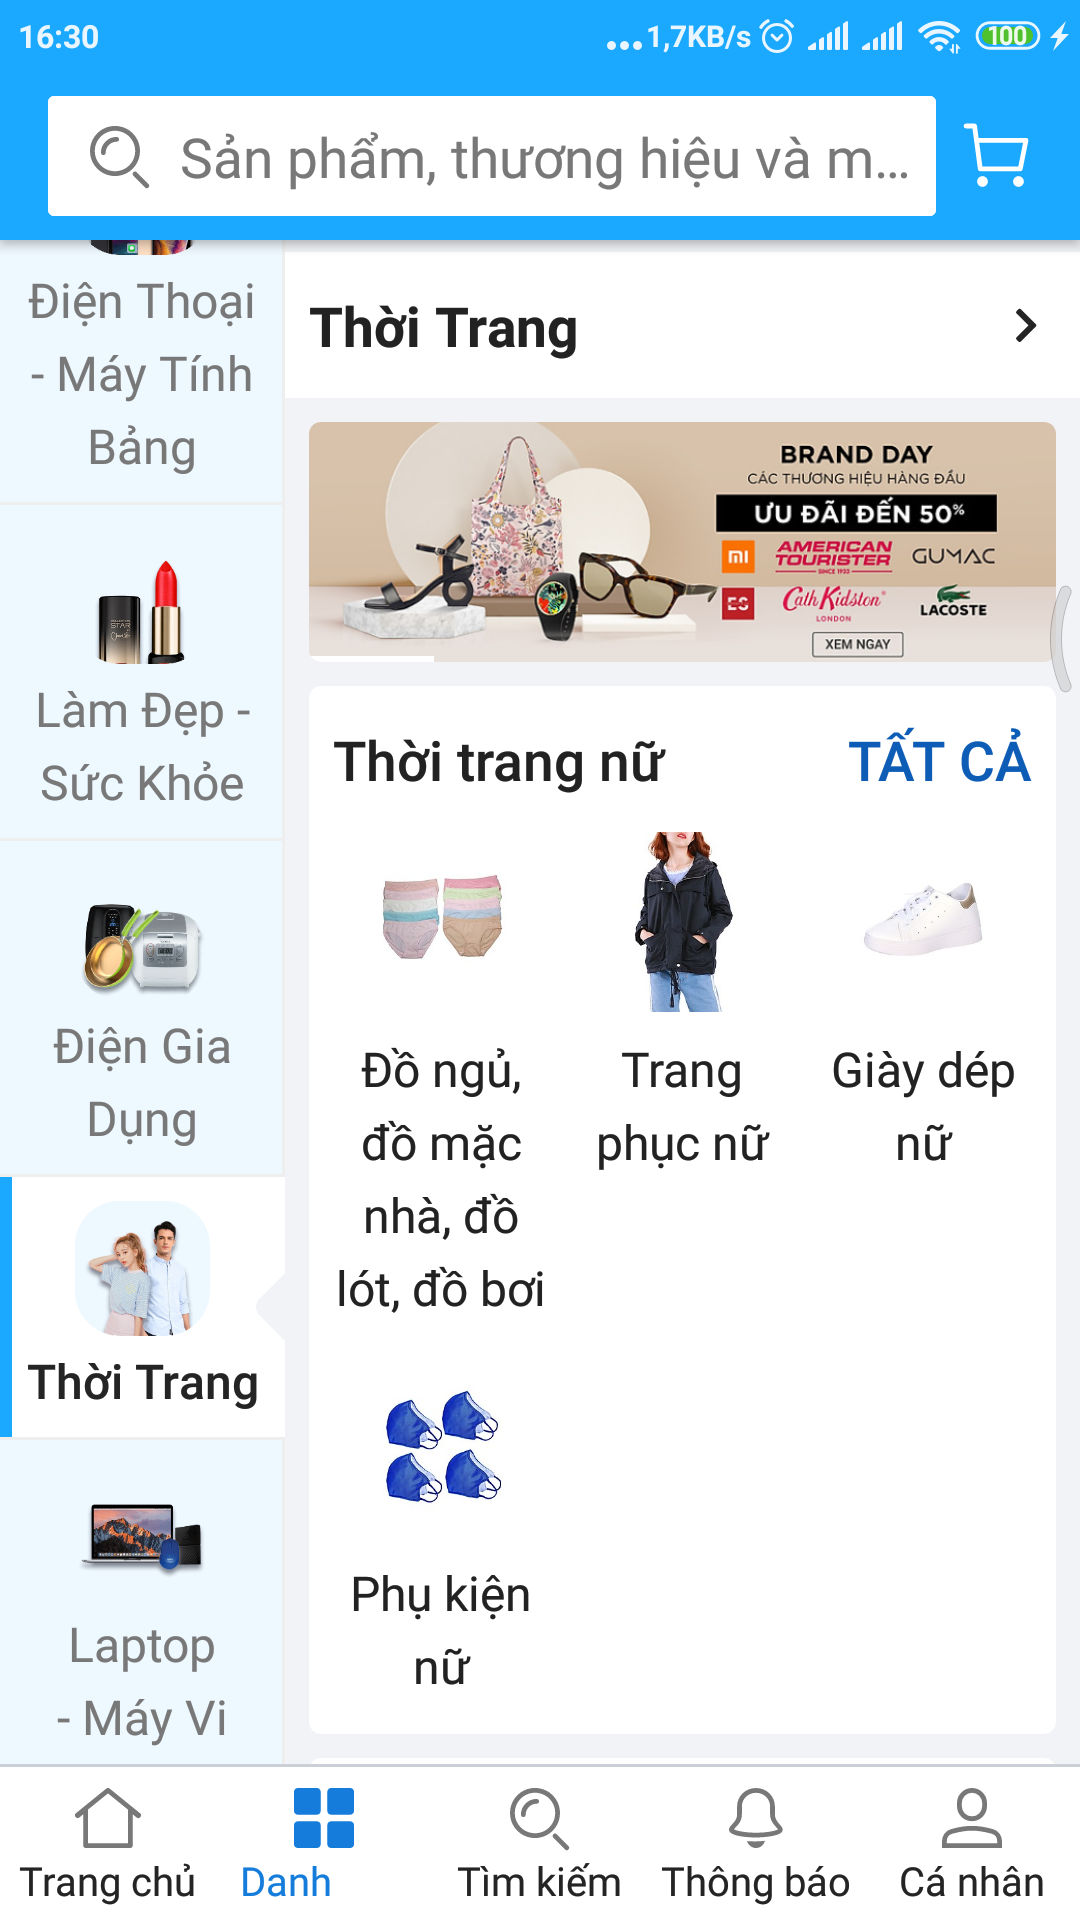 16:30
...1,7KB/s
100
Sản phẩm, thương hiệu và m...
Điện Thoại
- Máy Tính
Bảng
Làm Đẹp -
Sức Khỏe
Điện Gia
Dụng
Thời Trang
Laptop
- Máy Vi
Thời Trang
BRAND DAY
CÁC THƯƠNG HIỆU HÀNG ĐẦU
ƯU ĐÃI ĐẾN 50%
mi
AMERICAN
TOURISTER
SINCE 1933
GUMAC
ES
Cath Kidston
LONDON
LACOSTE
XEM NGAY
Thời trang nữ
TẤT CẢ
Đồ ngủ,
đồ mặc
nhà, đồ
lót, đồ bơi
Trang
phục nữ
Giày dép
nữ
Phụ kiện
nữ
Trang chủ
Danh
Tìm kiếm
Thông báo
Cá nhân